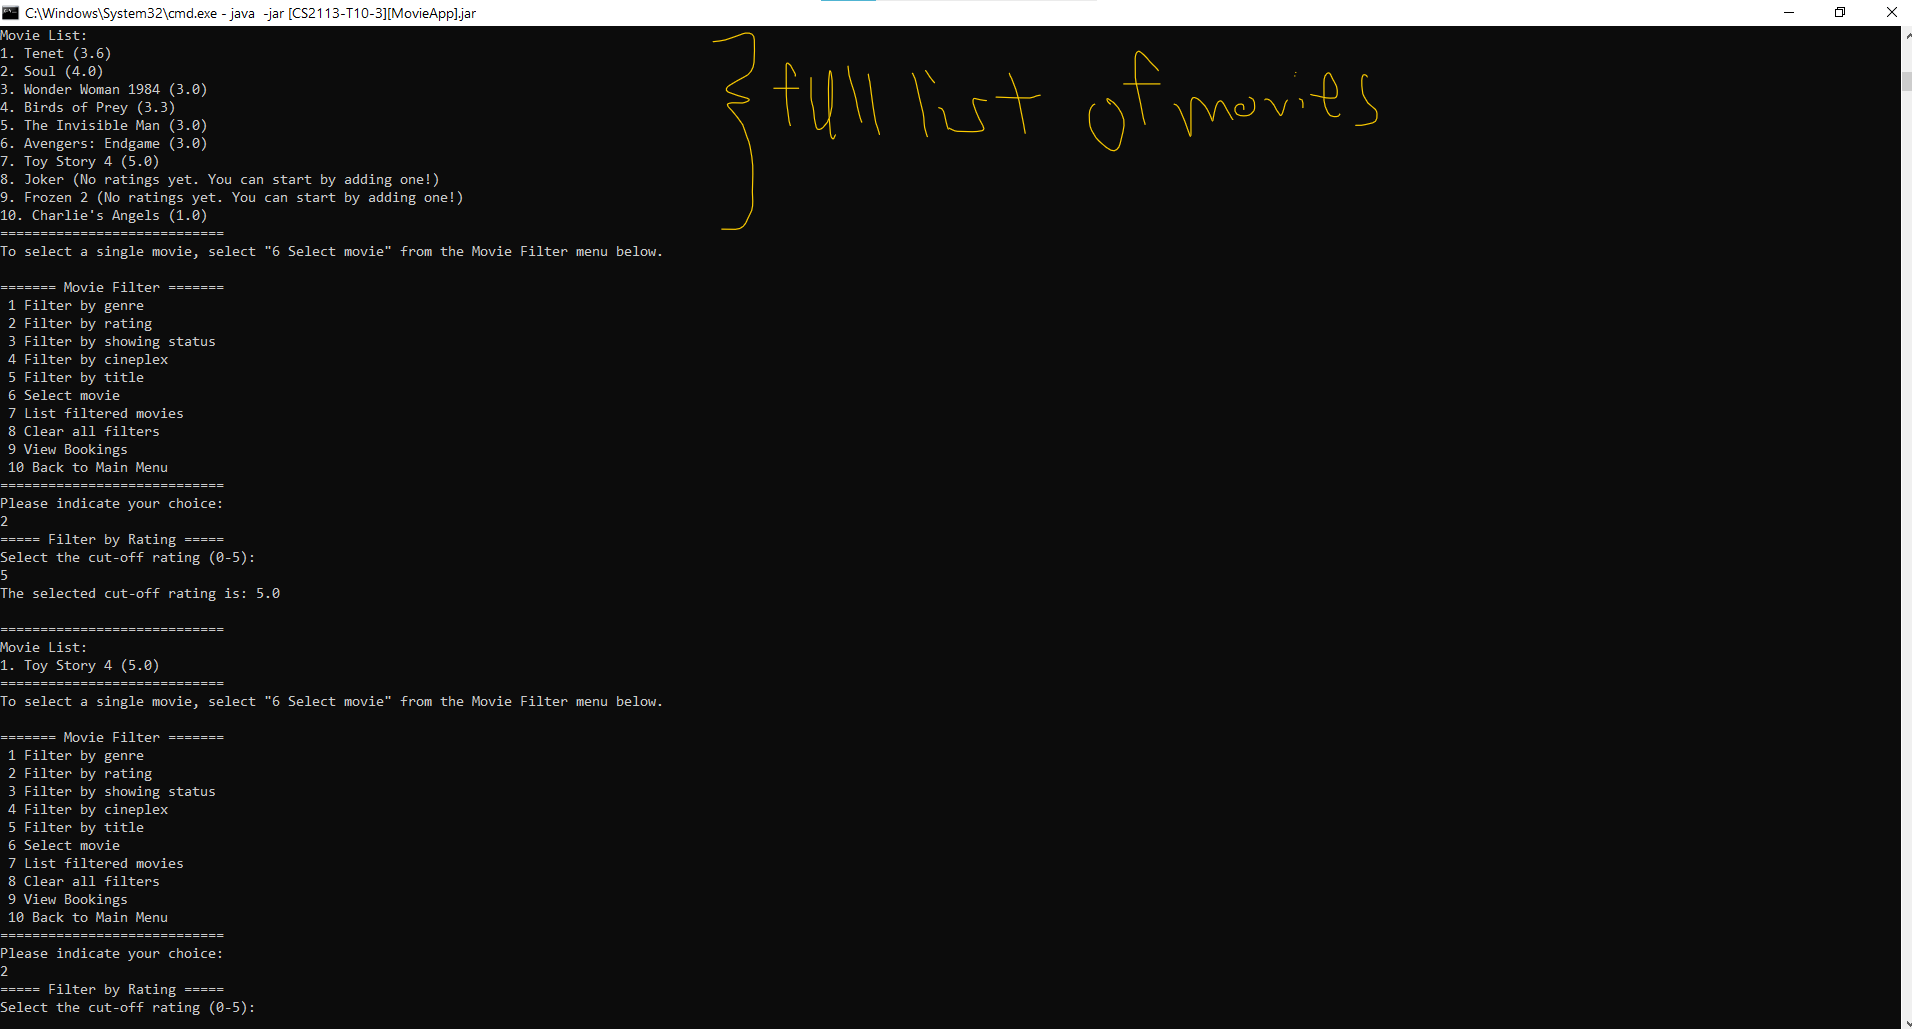 C:\Windows\System32\cmd.exe - java  -jar [CS2113-T10-3][MovieApp].jar
Movie List:
1. Tenet (3.6)
2. Soul (4.0)
3. Wonder Woman 1984 (3.0)
4. Birds of Prey (3.3)
5. The Invisible Man (3.0)
6. Avengers: Endgame (3.0)
7. Toy Story 4 (5.0)
8. Joker (No ratings yet. You can start by adding one!)
9. Frozen 2 (No ratings yet. You can start by adding one!)
10. Charlie's Angels (1.0)
full list of movies
============================
To select a single movie, select "6 Select movie" from the Movie Filter menu below.
======= Movie Filter =======
1 Filter by genre
2 Filter by rating
3 Filter by showing status
4 Filter by cineplex
5 Filter by title
6 Select movie
7 List filtered movies
8 Clear all filters
9 View Bookings
10 Back to Main Menu
============================
Please indicate your choice:
2
===== Filter by Rating =====
Select the cut-off rating (0-5):
5
The selected cut-off rating is: 5.0
============================
Movie List:
1. Toy Story 4 (5.0)
============================
To select a single movie, select "6 Select movie" from the Movie Filter menu below.
======= Movie Filter =======
1 Filter by genre
2 Filter by rating
3 Filter by showing status
4 Filter by cineplex
5 Filter by title
6 Select movie
7 List filtered movies
8 Clear all filters
9 View Bookings
10 Back to Main Menu
============================
Please indicate your choice:
2
===== Filter by Rating =====
Select the cut-off rating (0-5):